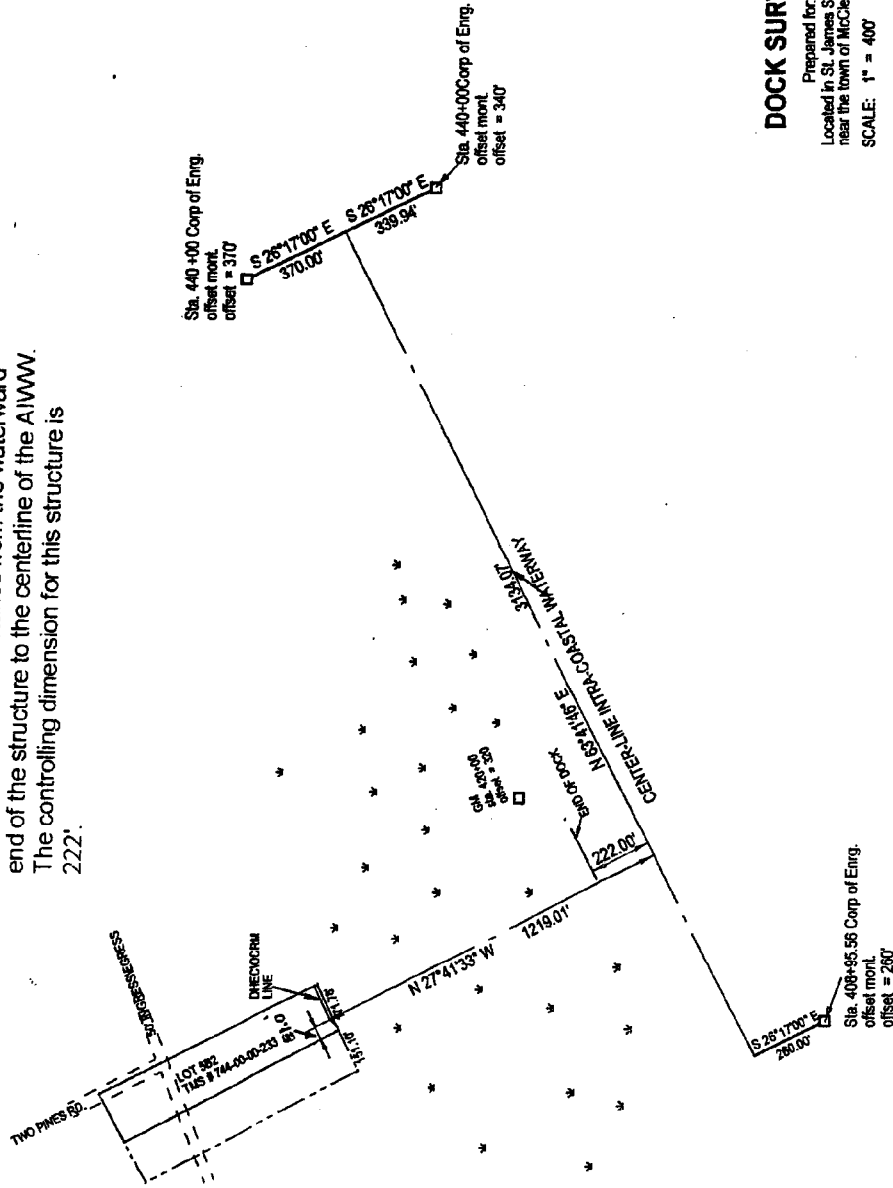 end of the structure to the centerline of the AIWW.
The controlling dimension for this structure is
222'.
Sta. 440 +00 Corp of Enrg.
offset mont.
offset = 370'
S 26°17'00" E
370.00'
S 26°17'00" E
339.94'
Sta. 440+00Corp of Enrg.
offset mont.
offset = 340'
TWO PINES RD.
LOT 5B2
TMS # 744-00-00-233
DHEC\OCRM
LINE
151.10'
N 27°41'33" W
1219.01'
GM 420+00
offset = 320
END OF DOCK
222.00'
3134.07'
N 63°41'46" E
CENTER-LINE INTRA-COASTAL WATERWAY
S 26°17'00" E
260.00'
Sta. 408+95.56 Corp of Enrg.
offset mont.
offset = 260'
DOCK SUR
Prepared for:
Located in St. James S
near the town of McCle
SCALE: 1" = 400'